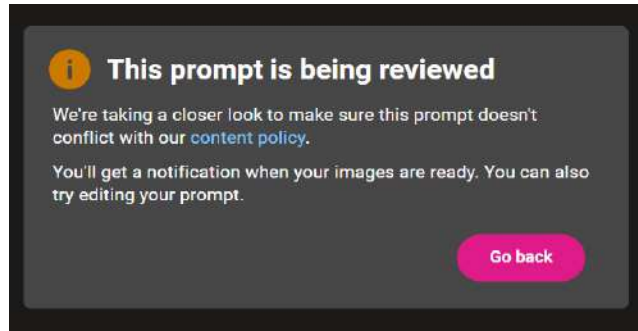 This prompt is being reviewed
We're taking a closer look to make sure this prompt doesn't
conflict with our content policy.
You'll get a notification when your images are ready. You can also
try editing your prompt.
Go back